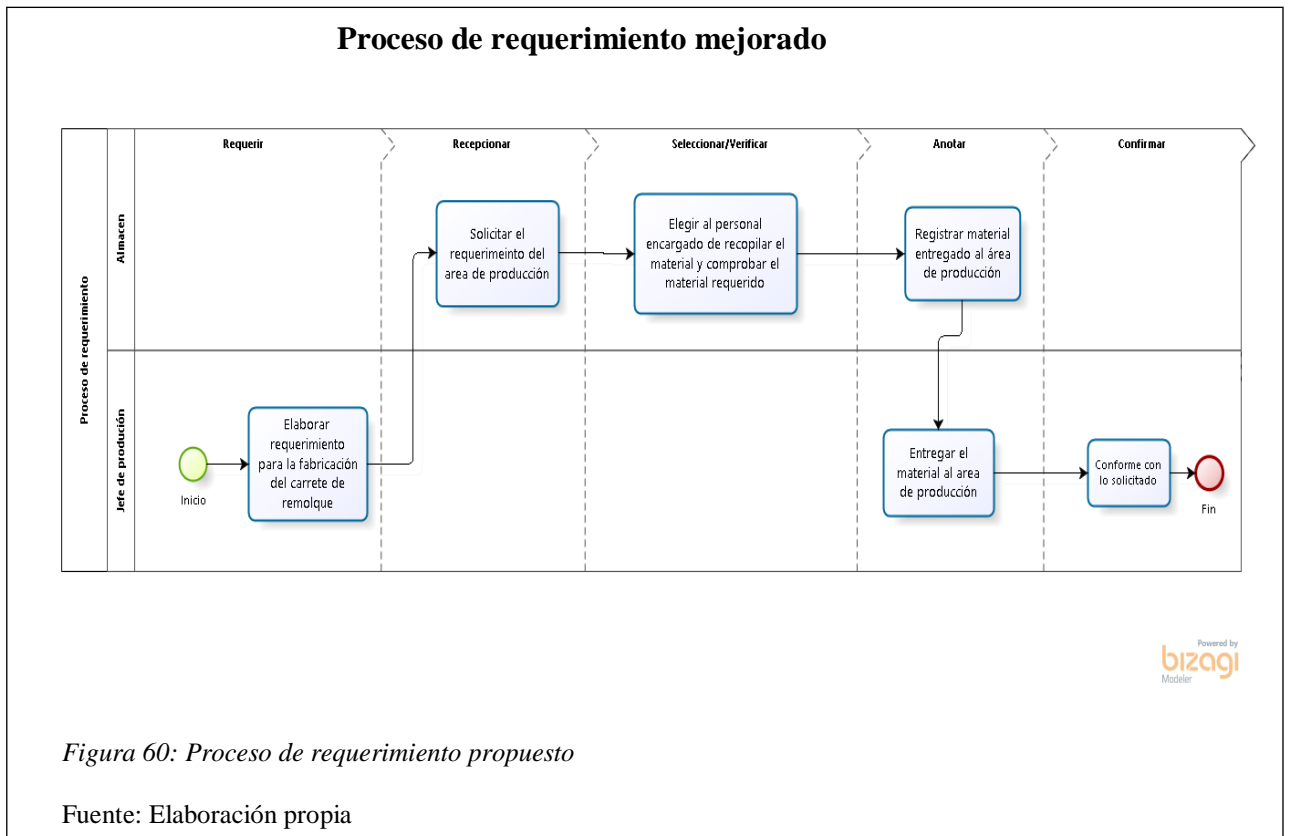 Proceso de requerimiento mejorado
Proceso de requerimiento
Almacen
Jefe de produción
Requerir
Recepcionar
Seleccionar/Verificar
Anotar
Confirmar
Solicitar el
requerimeinto del
area de producción
Elegir al personal
encargado de recopilar el
material y comprobar el
material requerido
Registrar material
entregado al área
de producción
Inicio
Elaborar
requerimiento
para la fabricación
del carrete de
remolque
Entregar el
material al area
de producción
Conforme con
lo solicitado
Fin
Powered by
bizagi
Modeler
Figura 60: Proceso de requerimiento propuesto
Fuente: Elaboración propia